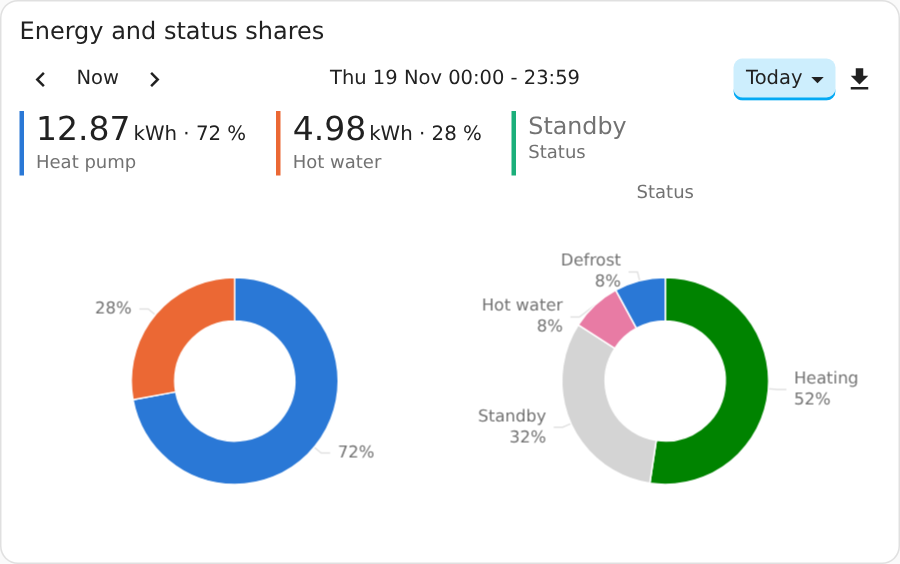 Energy and status shares
Now
Thu 19 Nov 00:00 - 23:59
Today
12.87 kWh · 72 %
Heat pump
4.98 kWh · 28 %
Hot water
Standby
Status
Status
28%
72%
Defrost
8%
Hot water
8%
Standby
32%
Heating
52%